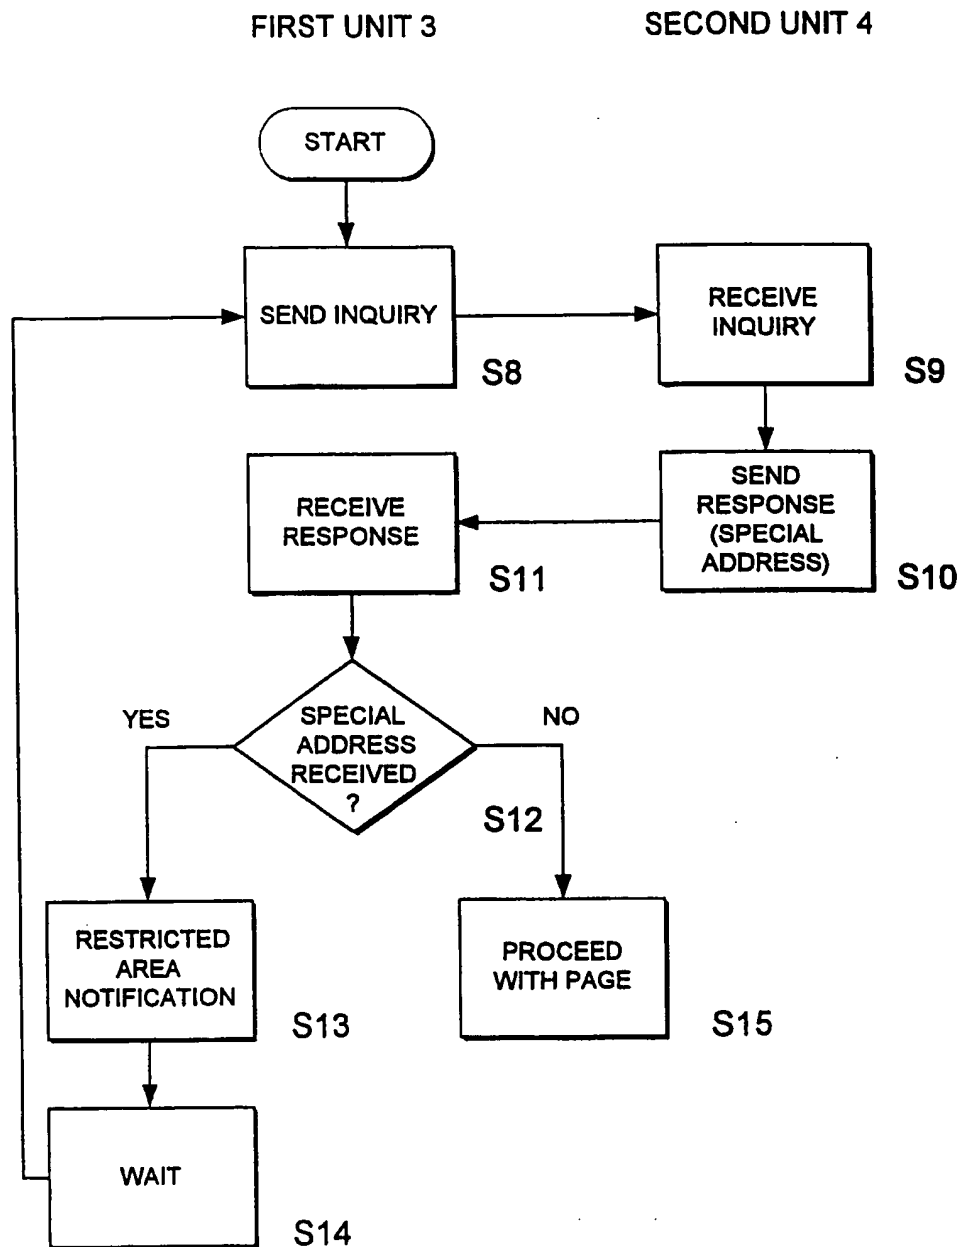 FIRST UNIT 3
SECOND UNIT 4
START
SEND INQUIRY
S8
RECEIVE
INQUIRY
S9
SEND
RESPONSE
(SPECIAL
ADDRESS)
S10
RECEIVE
RESPONSE
S11
SPECIAL
ADDRESS
RECEIVED
?
S12
YES
NO
RESTRICTED
AREA
NOTIFICATION
S13
PROCEED
WITH PAGE
S15
WAIT
S14